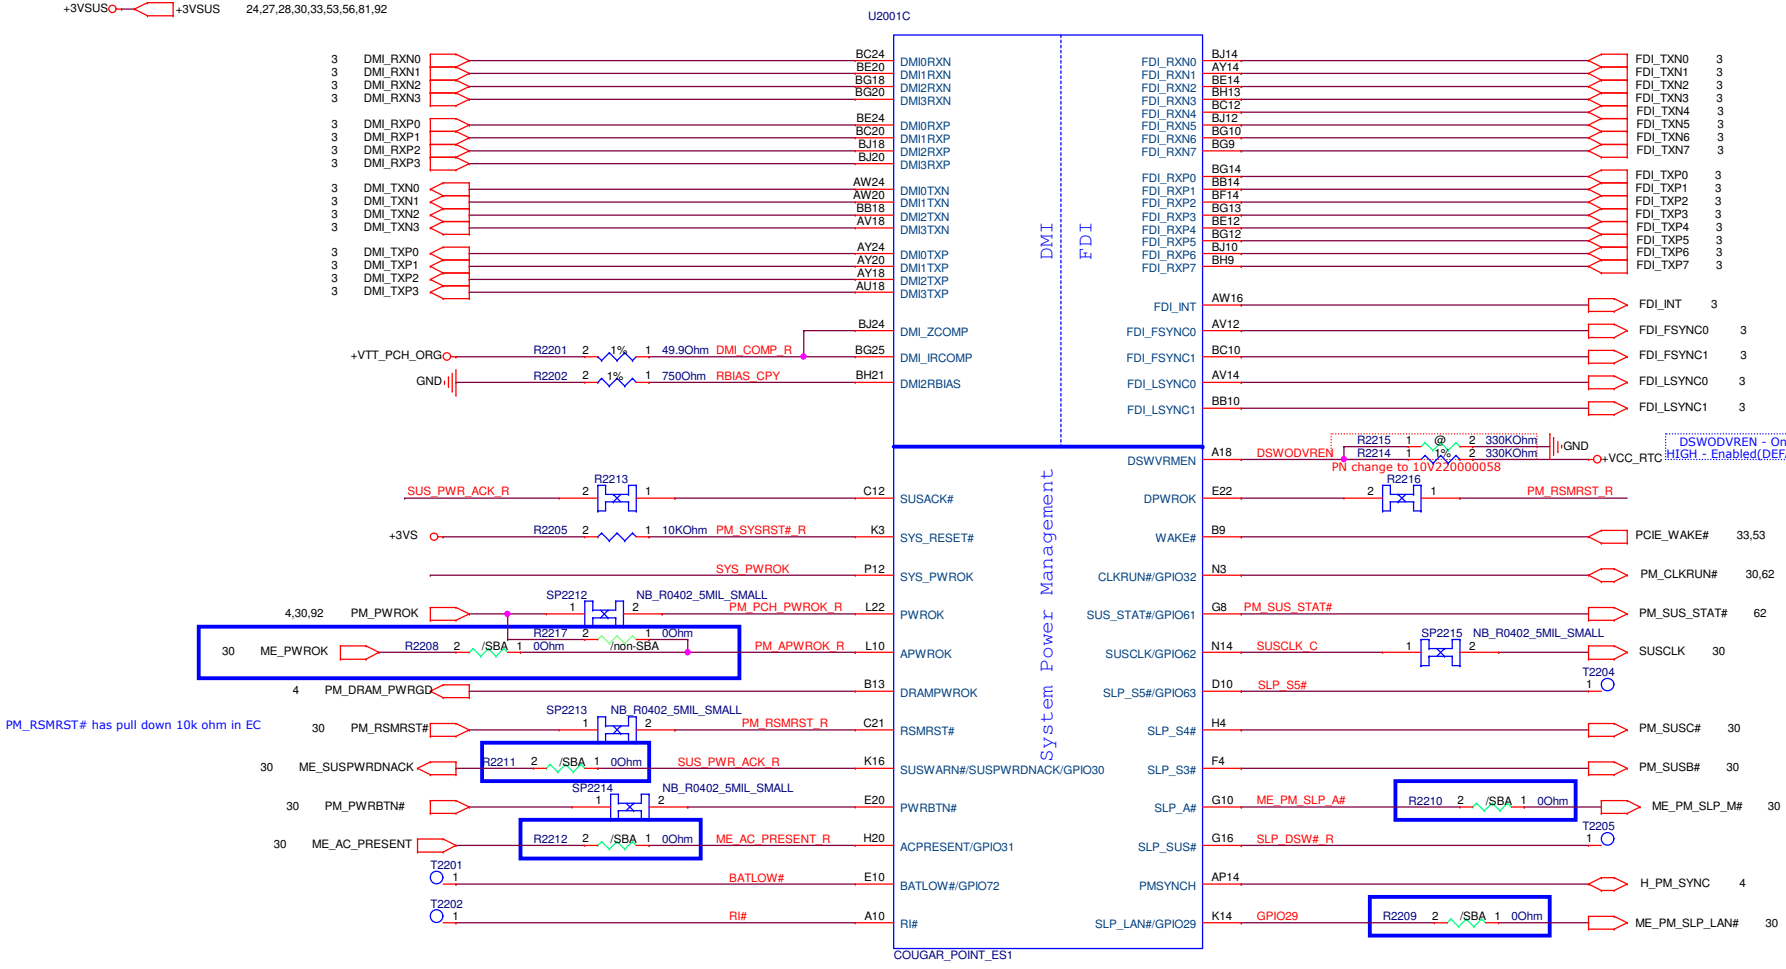 +3VSUS +3VSUS 24,27,28,30,33,53,56,81,92
U2001C
3 DMI_RXN0 BC24 DMI0RXN FDI_RXN0 BJ14 FDI_TXN0 3
3 DMI_RXN1 BE20 DMI1RXN FDI_RXN1 AY14 FDI_TXN1 3
3 DMI_RXN2 BG18 DMI2RXN FDI_RXN2 BE14 FDI_TXN2 3
3 DMI_RXN3 BG20 DMI3RXN FDI_RXN3 BH13 FDI_TXN3 3
FDI_RXN4 BC12 FDI_TXN4 3
3 DMI_RXP0 BE24 DMI0RXP FDI_RXN5 BJ12 FDI_TXN5 3
3 DMI_RXP1 BC20 DMI1RXP FDI_RXN6 BG10 FDI_TXN6 3
3 DMI_RXP2 BJ18 DMI2RXP FDI_RXN7 BG9 FDI_TXN7 3
3 DMI_RXP3 BJ20 DMI3RXP
FDI_RXP0 BG14 FDI_TXP0 3
3 DMI_TXN0 AW24 DMI0TXN FDI_RXP1 BB14 FDI_TXP1 3
3 DMI_TXN1 AW20 DMI1TXN FDI_RXP2 BF14 FDI_TXP2 3
3 DMI_TXN2 BB18 DMI2TXN FDI_RXP3 BG13 FDI_TXP3 3
3 DMI_TXN3 AV18 DMI3TXN FDI_RXP4 BE12 FDI_TXP4 3
FDI_RXP5 BG12 FDI_TXP5 3
3 DMI_TXP0 AY24 DMI0TXP FDI_RXP6 BJ10 FDI_TXP6 3
3 DMI_TXP1 AY20 DMI1TXP FDI_RXP7 BH9 FDI_TXP7 3
3 DMI_TXP2 AY18 DMI2TXP
3 DMI_TXP3 AU18 DMI3TXP
DMI FDI
FDI_INT AW16 FDI_INT 3
BJ24 DMI_ZCOMP FDI_FSYNC0 AV12 FDI_FSYNC0 3
+VTT_PCH_ORG R2201 2 1% 1 49.9Ohm DMI_COMP_R BG25 DMI_IRCOMP FDI_FSYNC1 BC10 FDI_FSYNC1 3
GND R2202 2 1% 1 750Ohm RBIAS_CPY BH21 DMI2RBIAS FDI_LSYNC0 AV14 FDI_LSYNC0 3
FDI_LSYNC1 BB10 FDI_LSYNC1 3
R2215 1 @ 2 330KOhm GND
DSWODVREN - On
DSWVRMEN A18 DSWODVREN R2214 1 1% 2 330KOhm +VCC_RTC
HIGH - Enabled(DEF
PN change to 10V220000058
System Power Management
SUS_PWR_ACK_R 2 R2213 1 C12 SUSACK# DPWROK E22 2 R2216 1 PM_RSMRST_R
+3VS R2205 2 1 10KOhm PM_SYSRST#_R K3 SYS_RESET# WAKE# B9 PCIE_WAKE# 33,53
SYS_PWROK P12 SYS_PWROK CLKRUN#/GPIO32 N3 PM_CLKRUN# 30,62
SP2212 NB_R0402_5MIL_SMALL
4,30,92 PM_PWROK 1 2 PM_PCH_PWROK_R L22 PWROK SUS_STAT#/GPIO61 G8 PM_SUS_STAT# PM_SUS_STAT# 62
R2217 2 1 0Ohm /non-SBA
30 ME_PWROK R2208 2 /SBA 1 0Ohm PM_APWROK_R L10 APWROK SUSCLK/GPIO62 N14 SUSCLK_C SP2215 1 2 NB_R0402_5MIL_SMALL SUSCLK 30
4 PM_DRAM_PWRGD B13 DRAMPWROK SLP_S5#/GPIO63 D10 SLP_S5# 1 T2204
SP2213 NB_R0402_5MIL_SMALL
PM_RSMRST# has pull down 10k ohm in EC
30 PM_RSMRST# 1 2 PM_RSMRST_R C21 RSMRST# SLP_S4# H4 PM_SUSC# 30
30 ME_SUSPWRDNACK R2211 2 /SBA 1 0Ohm SUS_PWR_ACK_R K16 SUSWARN#/SUSPWRDNACK/GPIO30 SLP_S3# F4 PM_SUSB# 30
SP2214 NB_R0402_5MIL_SMALL
30 PM_PWRBTN# 1 2 E20 PWRBTN# SLP_A# G10 ME_PM_SLP_A# R2210 2 /SBA 1 0Ohm ME_PM_SLP_M# 30
30 ME_AC_PRESENT R2212 2 /SBA 1 0Ohm ME_AC_PRESENT_R H20 ACPRESENT/GPIO31 SLP_SUS# G16 SLP_DSW#_R 1 T2205
T2201 1 BATLOW# E10 BATLOW#/GPIO72 PMSYNCH AP14 H_PM_SYNC 4
T2202 1 RI# A10 RI# SLP_LAN#/GPIO29 K14 GPIO29 R2209 2 /SBA 1 0Ohm ME_PM_SLP_LAN# 30
COUGAR_POINT_ES1